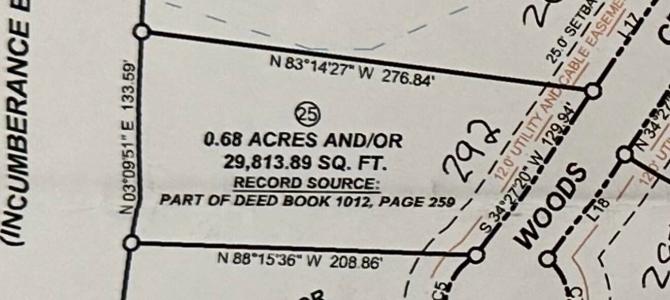 (INCUMBERANCE
N 03°09'51" E 133.59'
N 83°14'27" W 276.84'
25
0.68 ACRES AND/OR
29,813.89 SQ. FT.
RECORD SOURCE:
PART OF DEED BOOK 1012, PAGE 259
N 88°15'36" W 208.86'
292
25.0' SETBA
12.0' UTILITY AND CABLE EASEME
S 34°27'20" W 129.94'
WOODS
L17
L18
N 34°27'
12.0' UT
C5